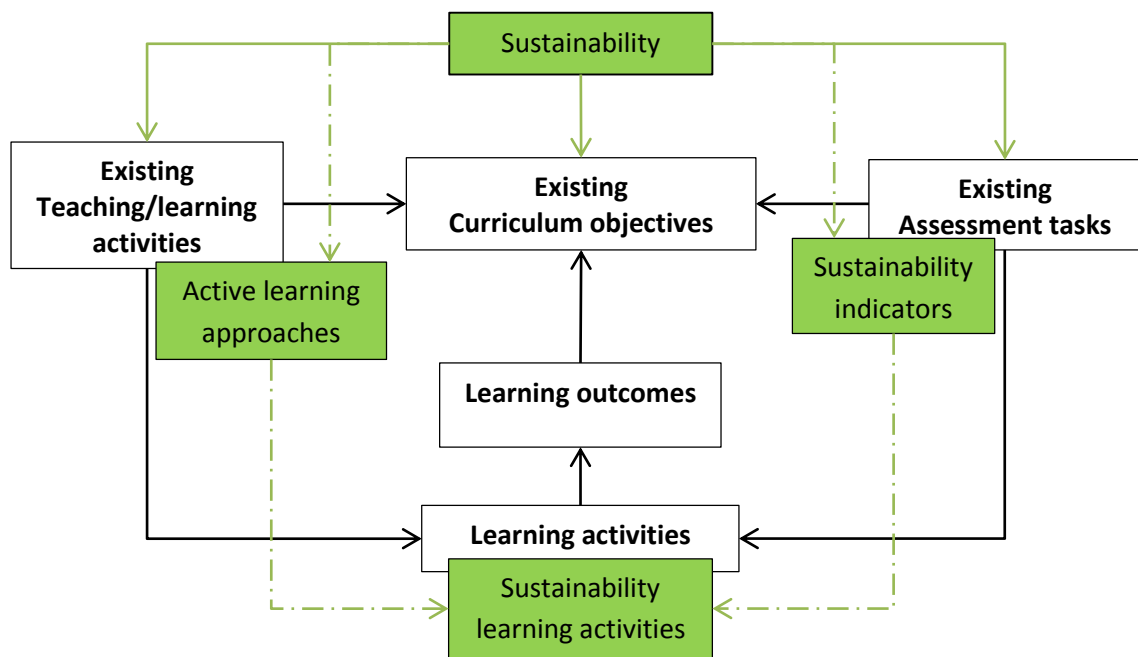 Sustainability
Existing
Teaching/learning
activities
Existing
Curriculum objectives
Existing
Assessment tasks
Active learning
approaches
Sustainability
indicators
Learning outcomes
Learning activities
Sustainability
learning activities